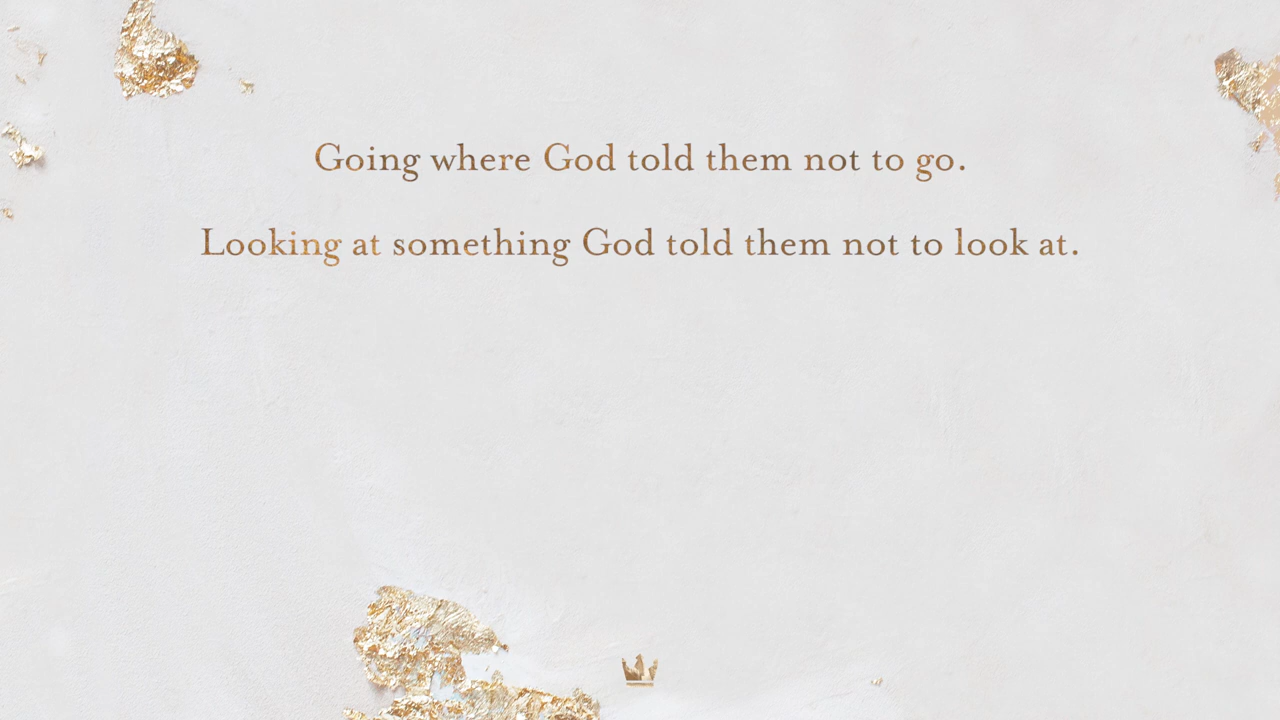 Going where God told them not to go.
Looking at something God told them not to look at.